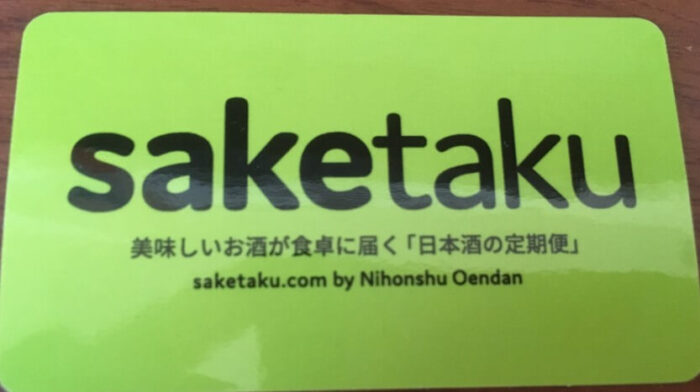 saketaku
美味しいお酒が食卓に届く「日本酒の定期便」
saketaku.com by Nihonshu Oendan